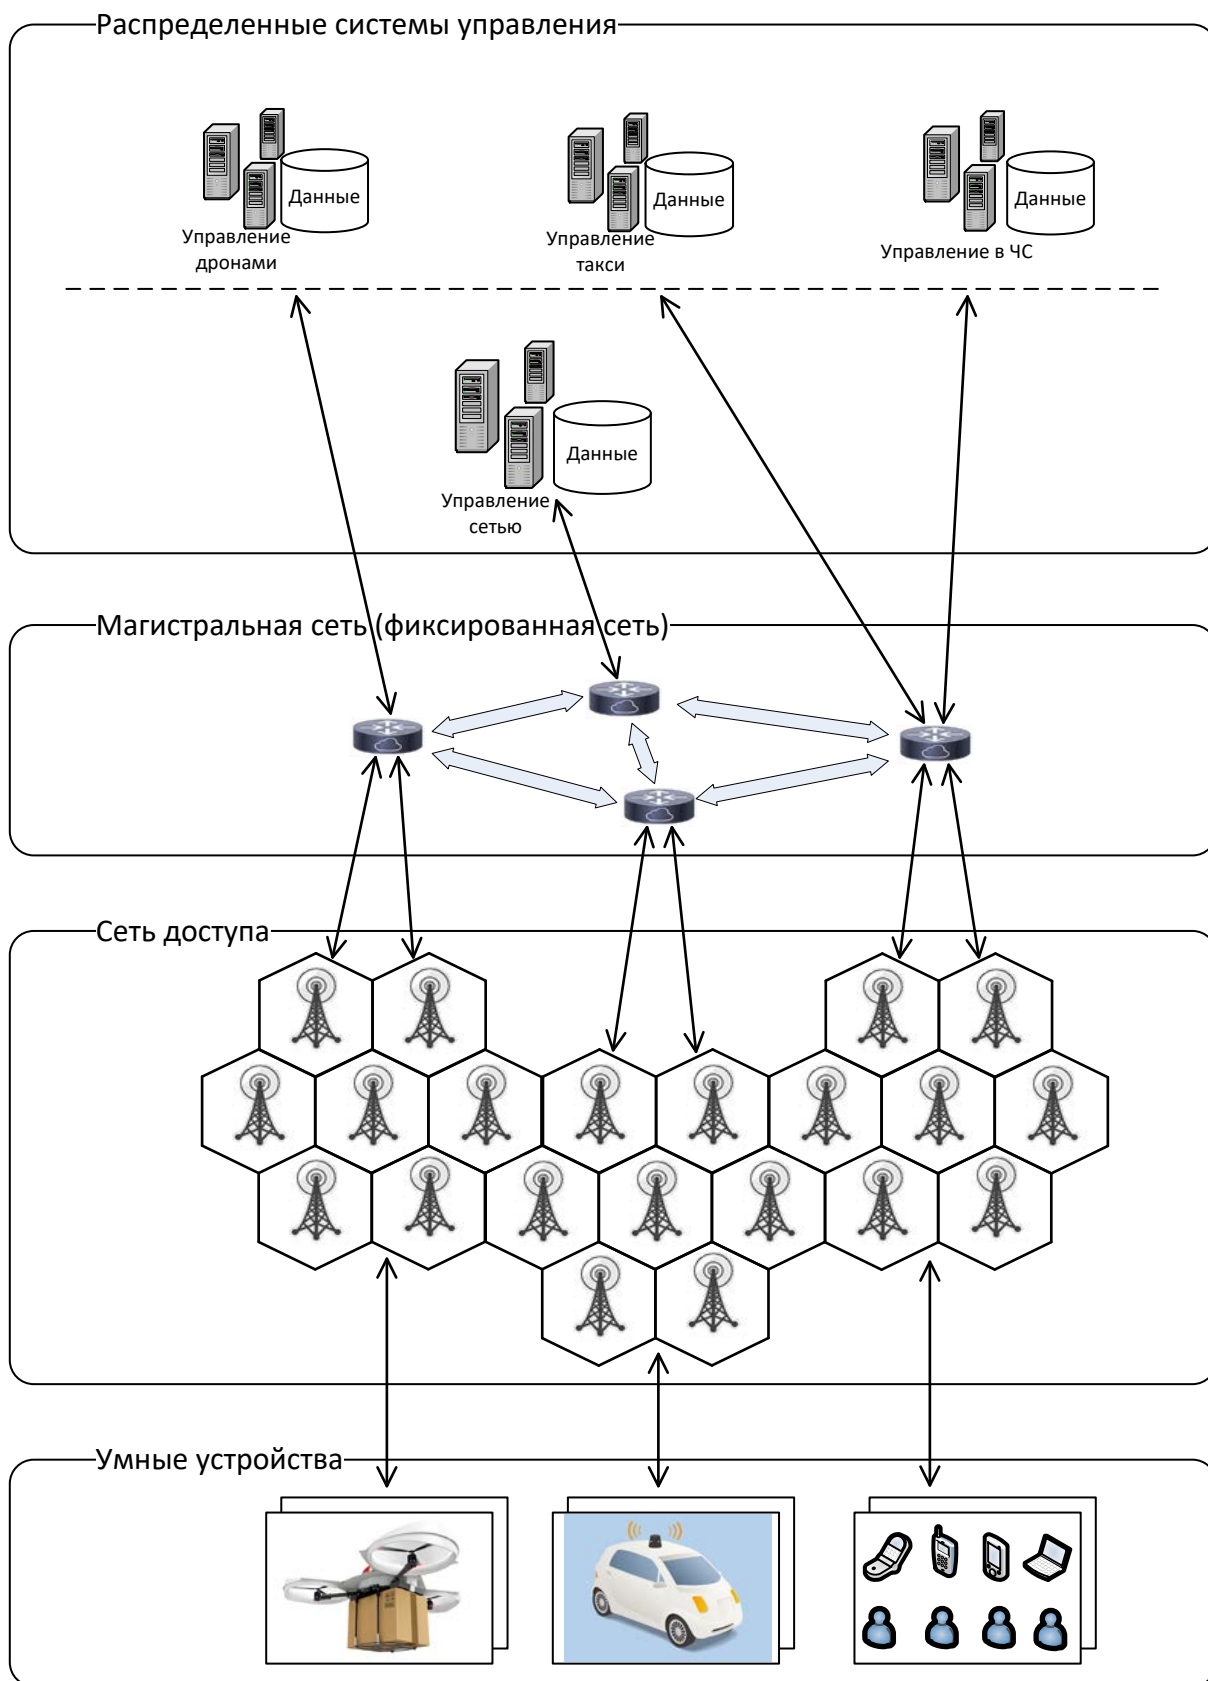 Распределенные системы управления
Данные
Управление
дронами
Данные
Управление
такси
Данные
Управление в ЧС
Данные
Управление
сетью
Магистральная сеть (фиксированная сеть)
Сеть доступа
Умные устройства